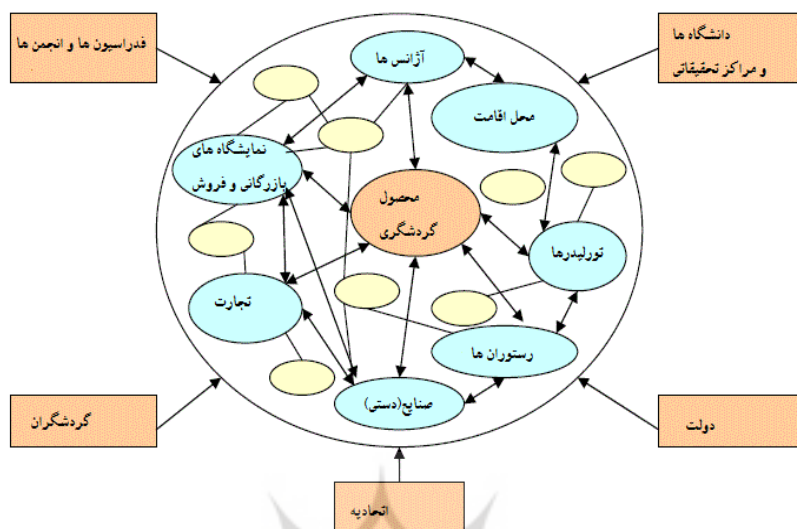 فدراسیون ها و انجمن ها
دانشگاه ها
و مراکز تحقیقاتی
آژانس ها
محل اقامت
نمایشگاه های
بازرگانی و فروش
محصول
گردشگری
تورلیدرها
تجارت
رستوران ها
صنایع(دستی)
گردشگران
دولت
اتحادیه